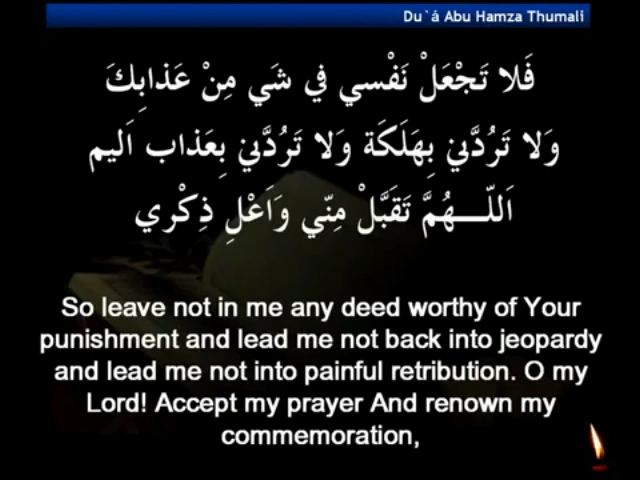 Du`á Abu Hamza Thumali
فَلا تَجْعَلْ نَفْسي في شَي مِنْ عَذابِكَ
وَلا تَرُدَّني بِهَلَكَة وَلا تَرُدَّني بِعَذاب اَليم
اَللّـــهُمَّ تَقَبَّلْ مِنّي وَاَعْلِ ذِكْري
So leave not in me any deed worthy of Your
punishment and lead me not back into jeopardy
and lead me not into painful retribution. O my
Lord! Accept my prayer And renown my
commemoration,